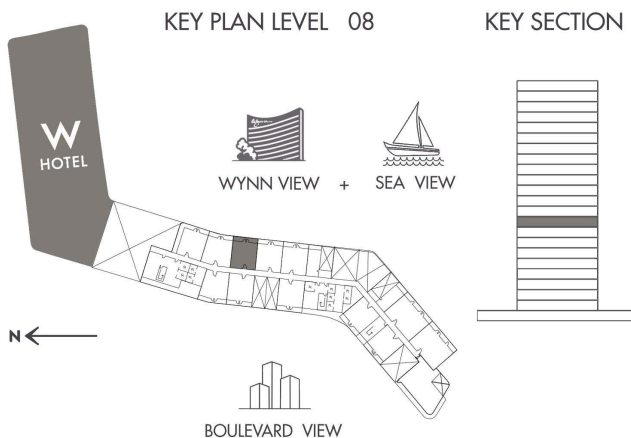 KEY PLAN LEVEL 08
KEY SECTION
W
HOTEL
WYNN VIEW + SEA VIEW
N
BOULEVARD VIEW